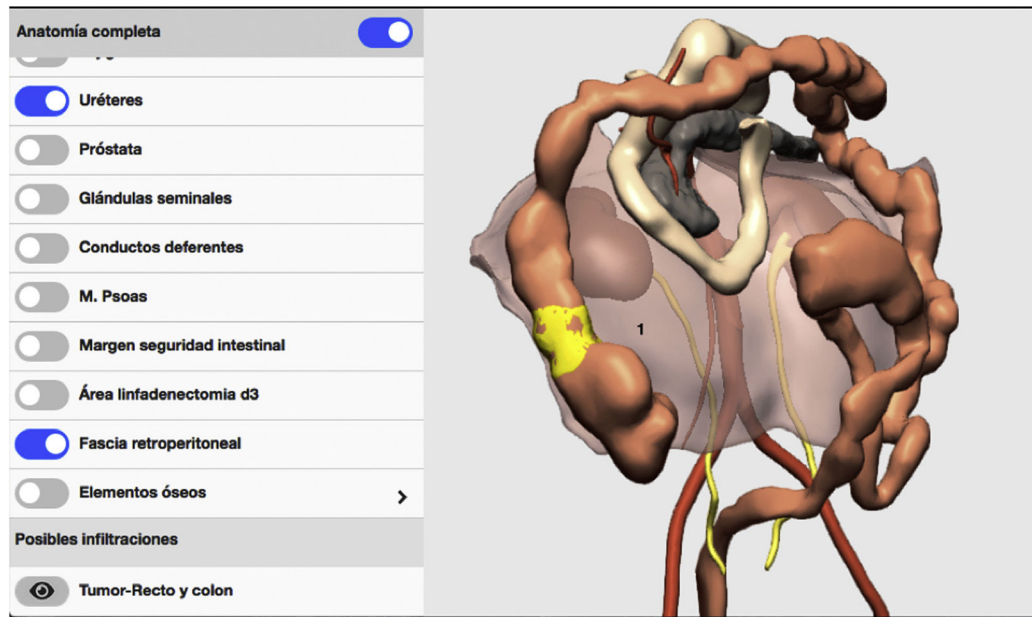 Anatomía completa
Uréteres
Próstata
Glándulas seminales
Conductos deferentes
M. Psoas
Margen seguridad intestinal
Área linfadenectomia d3
Fascia retroperitoneal
Elementos óseos
Posibles infiltraciones
Tumor-Recto y colon
1